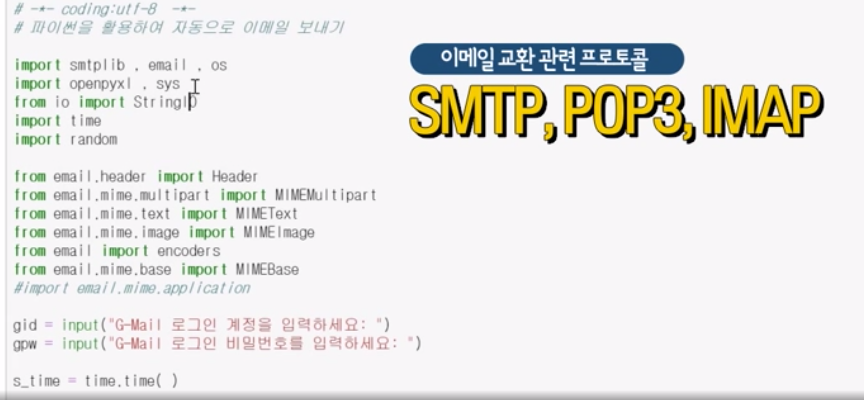 # -*- coding:utf-8 -*-
# 파이썬을 활용하여 자동으로 이메일 보내기
import smtplib , email , os
import openpyxl , sys
from io import StringIO
import time
import random
from email.header import Header
from email.mime.multipart import MIMEMultipart
from email.mime.text import MIMEText
from email.mime.image import MIMEImage
from email import encoders
from email.mime.base import MIMEBase
#import email.mime.application
gid = input("G-Mail 로그인 계정을 입력하세요: ")
gpw = input("G-Mail 로그인 비밀번호를 입력하세요: ")
s_time = time.time( )
이메일 교환 관련 프로토콜
SMTP, POP3, IMAP